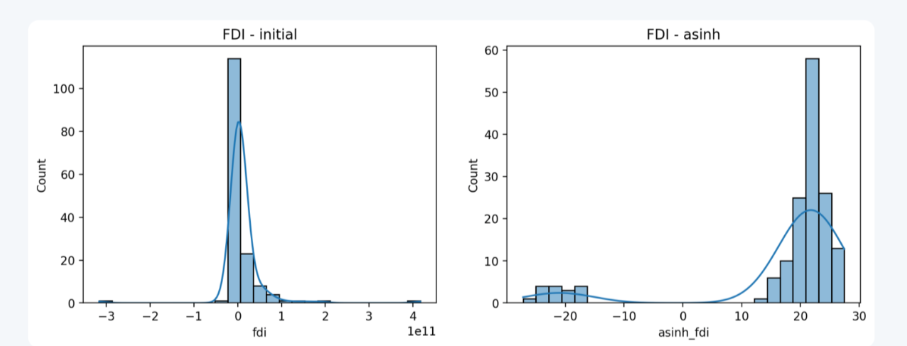 FDI - initial
100
80
60
40
20
0
Count
−3 −2 −1 0 1 2 3 4
1e11
fdi
FDI - asinh
60
50
40
30
20
10
0
Count
−20 −10 0 10 20 30
asinh_fdi